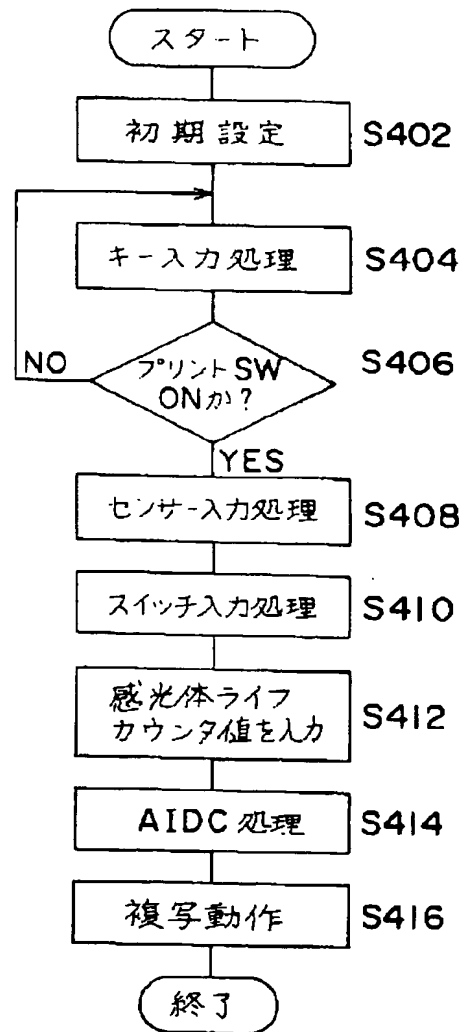 スタート
初期設定 S402
キー入力処理 S404
プリントSW S406
ONか?
NO
YES
センサー入力処理 S408
スイッチ入力処理 S410
感光体ライフ
カウンタ値を入力 S412
AIDC処理 S414
複写動作 S416
終了